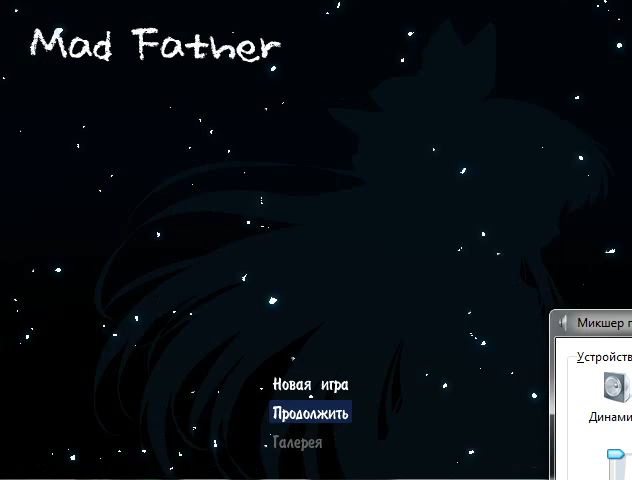 Mad Father
Новая игра
Продолжить
Галерея
Микшер
Устройств
Динами